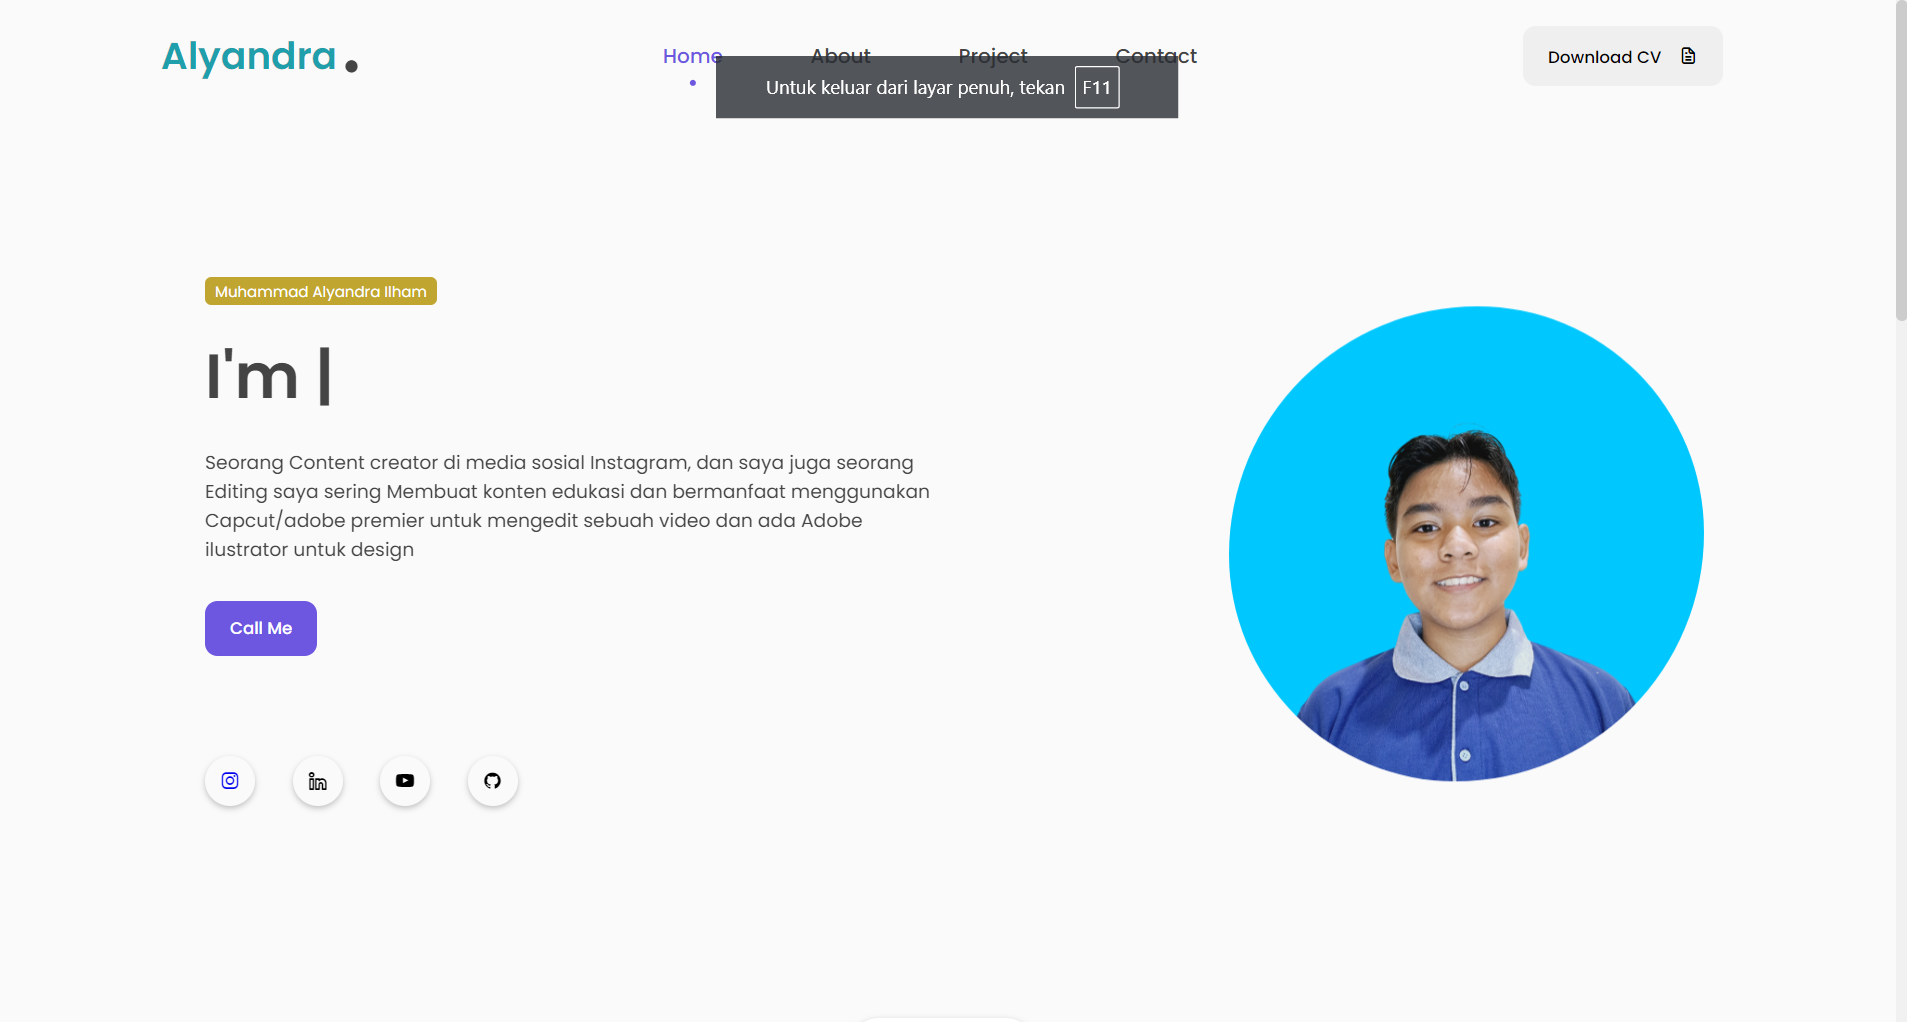 Alyandra.
Home
About
Project
Contact
Download CV
Untuk keluar dari layar penuh, tekan F11
Muhammad Alyandra Ilham
I'm |
Seorang Content creator di media sosial Instagram, dan saya juga seorang
Editing saya sering Membuat konten edukasi dan bermanfaat menggunakan
Capcut/adobe premier untuk mengedit sebuah video dan ada Adobe
ilustrator untuk design
Call Me
in